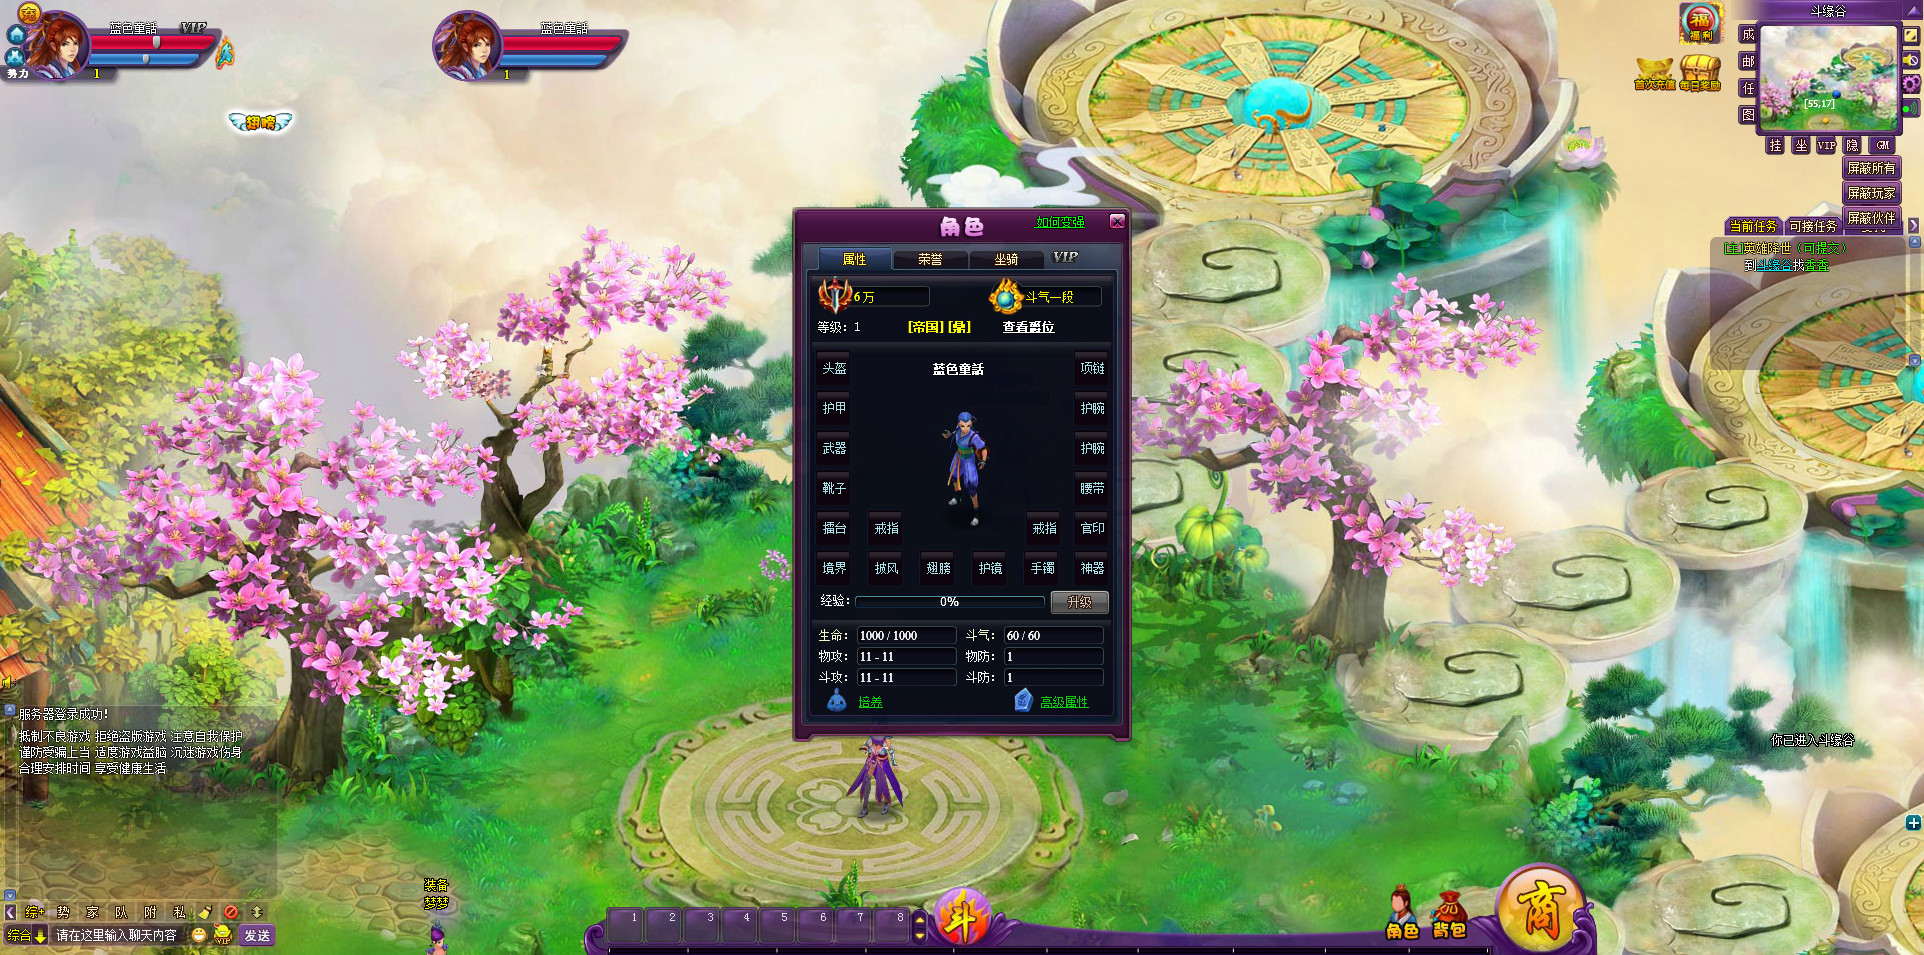 充
蓝色童話 VIP
1
努力
蓝色童話
1
翅膀
福
福利
首次充值 每日奖励
斗缘谷
成
邮
任
图
[55,17]
挂 坐 VIP 隐 GM
屏蔽所有
屏蔽玩家
屏蔽伙伴
当前任务 可接任务
[主]英雄降世（可提交）
到斗缘谷找香香
角色 如何变强
属性 荣誉 坐骑 VIP
6万 斗气一段
等级: 1 [帝国] [鼎] 查看爵位
蓝色童話
头盔 项链
护甲 护腕
武器 护腕
靴子 腰带
擂台 戒指 戒指 官印
境界 披风 翅膀 护镜 手镯 神器
经验: 0% 升级
生命: 1000 / 1000 斗气: 60 / 60
物攻: 11 - 11 物防: 1
斗攻: 11 - 11 斗防: 1
培养 高级属性
服务器登录成功!
抵制不良游戏 拒绝盗版游戏 注意自我保护
谨防受骗上当 适度游戏益脑 沉迷游戏伤身
合理安排时间 享受健康生活
你已进入斗缘谷
装备
梦梦
综+ 势 家 队 附 私
综合 请在这里输入聊天内容 VIP 发送
1 2 3 4 5 6 7 8
斗
角色 背包
商